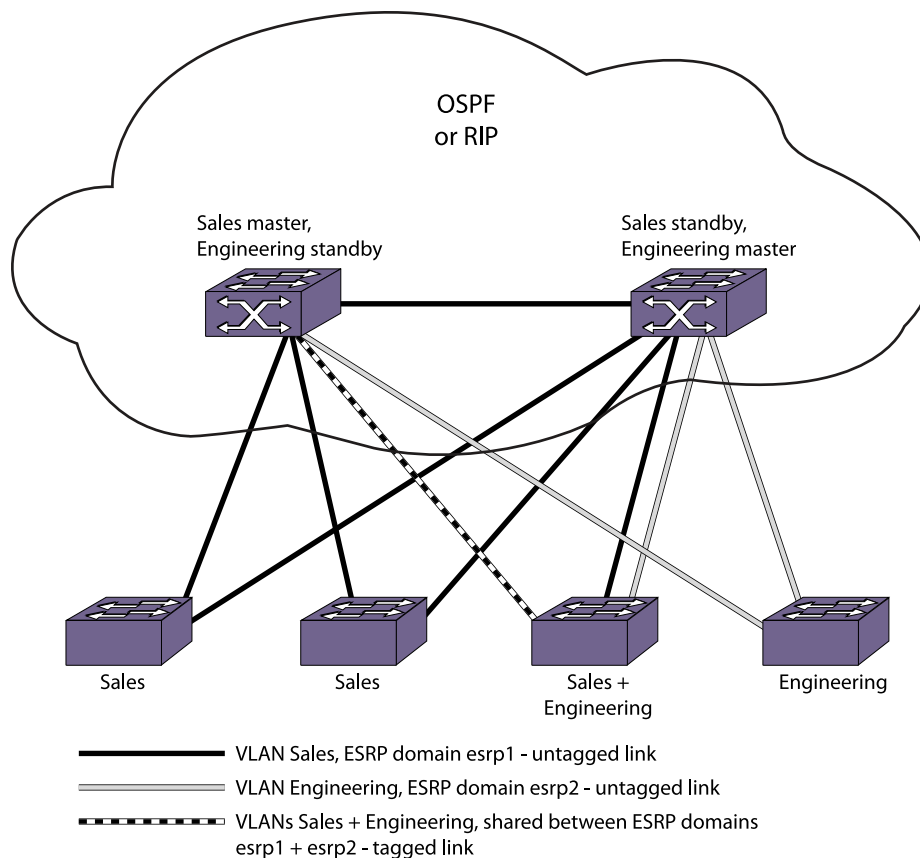 OSPF
or RIP
Sales master,
Engineering standby
Sales standby,
Engineering master
Sales
Sales
Sales +
Engineering
Engineering
VLAN Sales, ESRP domain esrp1 - untagged link
VLAN Engineering, ESRP domain esrp2 - untagged link
VLANs Sales + Engineering, shared between ESRP domains
esrp1 + esrp2 - tagged link